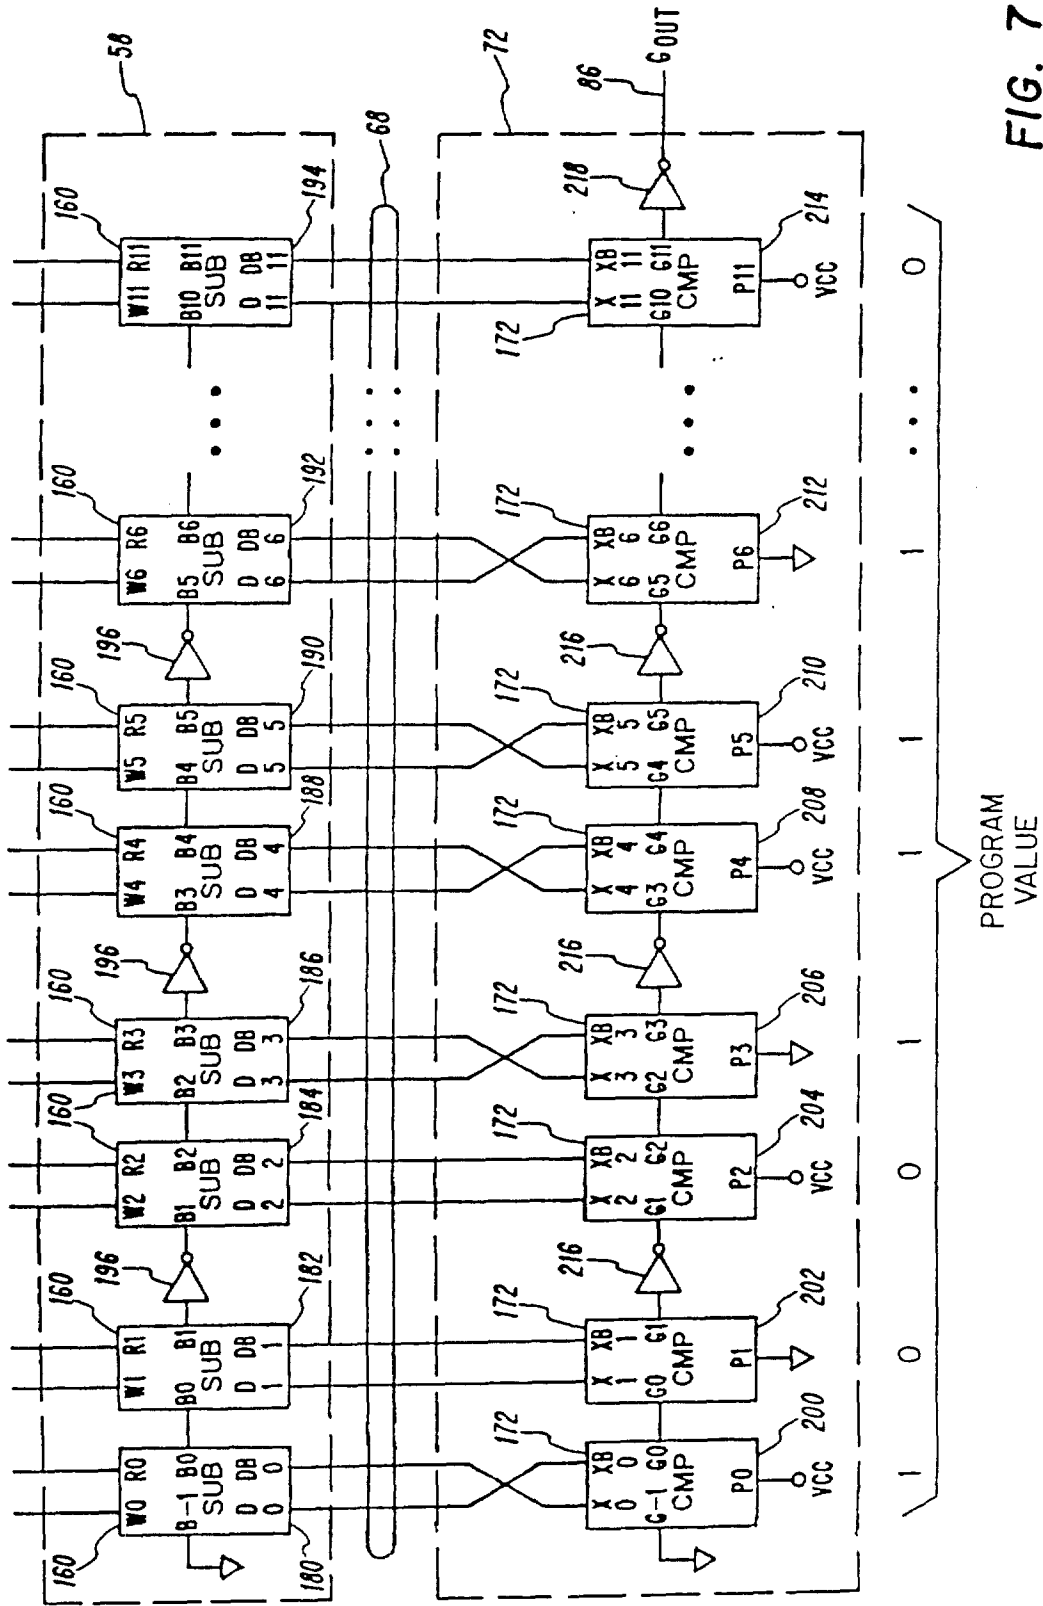 58
160 160 160 160 160 160 160 160
W0 R0 W1 R1 W2 R2 W3 R3 W4 R4 W5 R5 W6 R6 W11 R11
196 196 196
B-1 B0 B0 B1 B1 B2 B2 B3 B3 B4 B4 B5 B5 B6 B10 B11
SUB SUB SUB SUB SUB SUB SUB SUB
D DB D DB D DB D DB D DB D DB D DB D DB
0 0 1 1 2 2 3 3 4 4 5 5 6 6 11 11
180 182 184 186 188 190 192 194
68
72
172 172 172 172 172 172 172 172
X XB X XB X XB X XB X XB X XB X XB X XB
0 0 1 1 2 2 3 3 4 4 5 5 6 6 11 11
216 216 216 218
86
G-1 G0 G0 G1 G1 G2 G2 G3 G3 G4 G4 G5 G5 G6 G10 G11
GOUT
CMP CMP CMP CMP CMP CMP CMP CMP
P0 P1 P2 P3 P4 P5 P6 P11
200 202 204 206 208 210 212 214
VCC VCC VCC VCC VCC
1 0 0 1 1 1 1 ... 0
PROGRAM
VALUE
FIG. 7